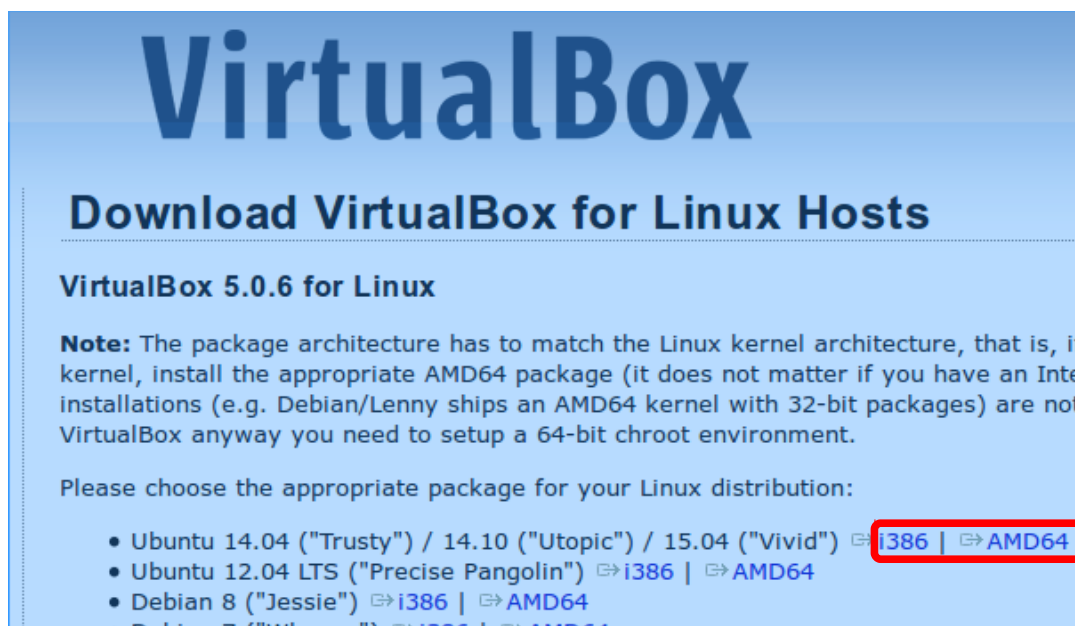 VirtualBox
Download VirtualBox for Linux Hosts
VirtualBox 5.0.6 for Linux
Note: The package architecture has to match the Linux kernel architecture, that is, i
kernel, install the appropriate AMD64 package (it does not matter if you have an Inte
installations (e.g. Debian/Lenny ships an AMD64 kernel with 32-bit packages) are not
VirtualBox anyway you need to setup a 64-bit chroot environment.
Please choose the appropriate package for your Linux distribution:
• Ubuntu 14.04 ("Trusty") / 14.10 ("Utopic") / 15.04 ("Vivid") i386 | AMD64
• Ubuntu 12.04 LTS ("Precise Pangolin") i386 | AMD64
• Debian 8 ("Jessie") i386 | AMD64